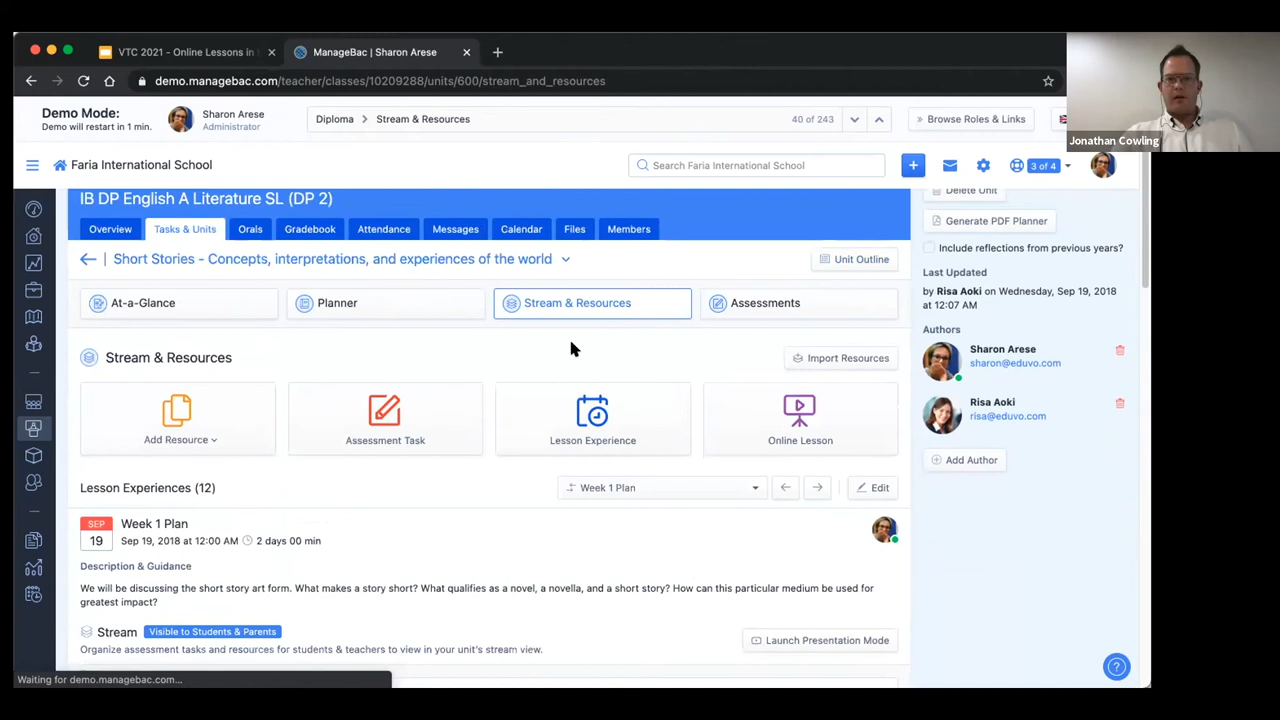 VTC 2021 - Online Lessons in
ManageBac | Sharon Arese
demo.managebac.com/teacher/classes/10209288/units/600/stream_and_resources
Demo Mode:
Demo will restart in 1 min.
Sharon Arese
Administrator
Diploma > Stream & Resources
40 of 243
» Browse Roles & Links
Jonathan Cowling
Faria International School
Search Faria International School
3 of 4
IB DP English A Literature SL (DP 2)
Overview
Tasks & Units
Orals
Gradebook
Attendance
Messages
Calendar
Files
Members
Short Stories - Concepts, interpretations, and experiences of the world
Unit Outline
At-a-Glance
Planner
Stream & Resources
Assessments
Stream & Resources
Import Resources
Add Resource
Assessment Task
Lesson Experience
Online Lesson
Lesson Experiences (12)
Week 1 Plan
Edit
SEP
19
Week 1 Plan
Sep 19, 2018 at 12:00 AM 2 days 00 min
Description & Guidance
We will be discussing the short story art form. What makes a story short? What qualifies as a novel, a novella, and a short story? How can this particular medium be used for
greatest impact?
Stream Visible to Students & Parents
Launch Presentation Mode
Organize assessment tasks and resources for students & teachers to view in your unit's stream view.
Waiting for demo.managebac.com...
Delete Unit
Generate PDF Planner
Include reflections from previous years?
Last Updated
by Risa Aoki on Wednesday, Sep 19, 2018
at 12:07 AM
Authors
Sharon Arese
sharon@eduvo.com
Risa Aoki
risa@eduvo.com
Add Author
?